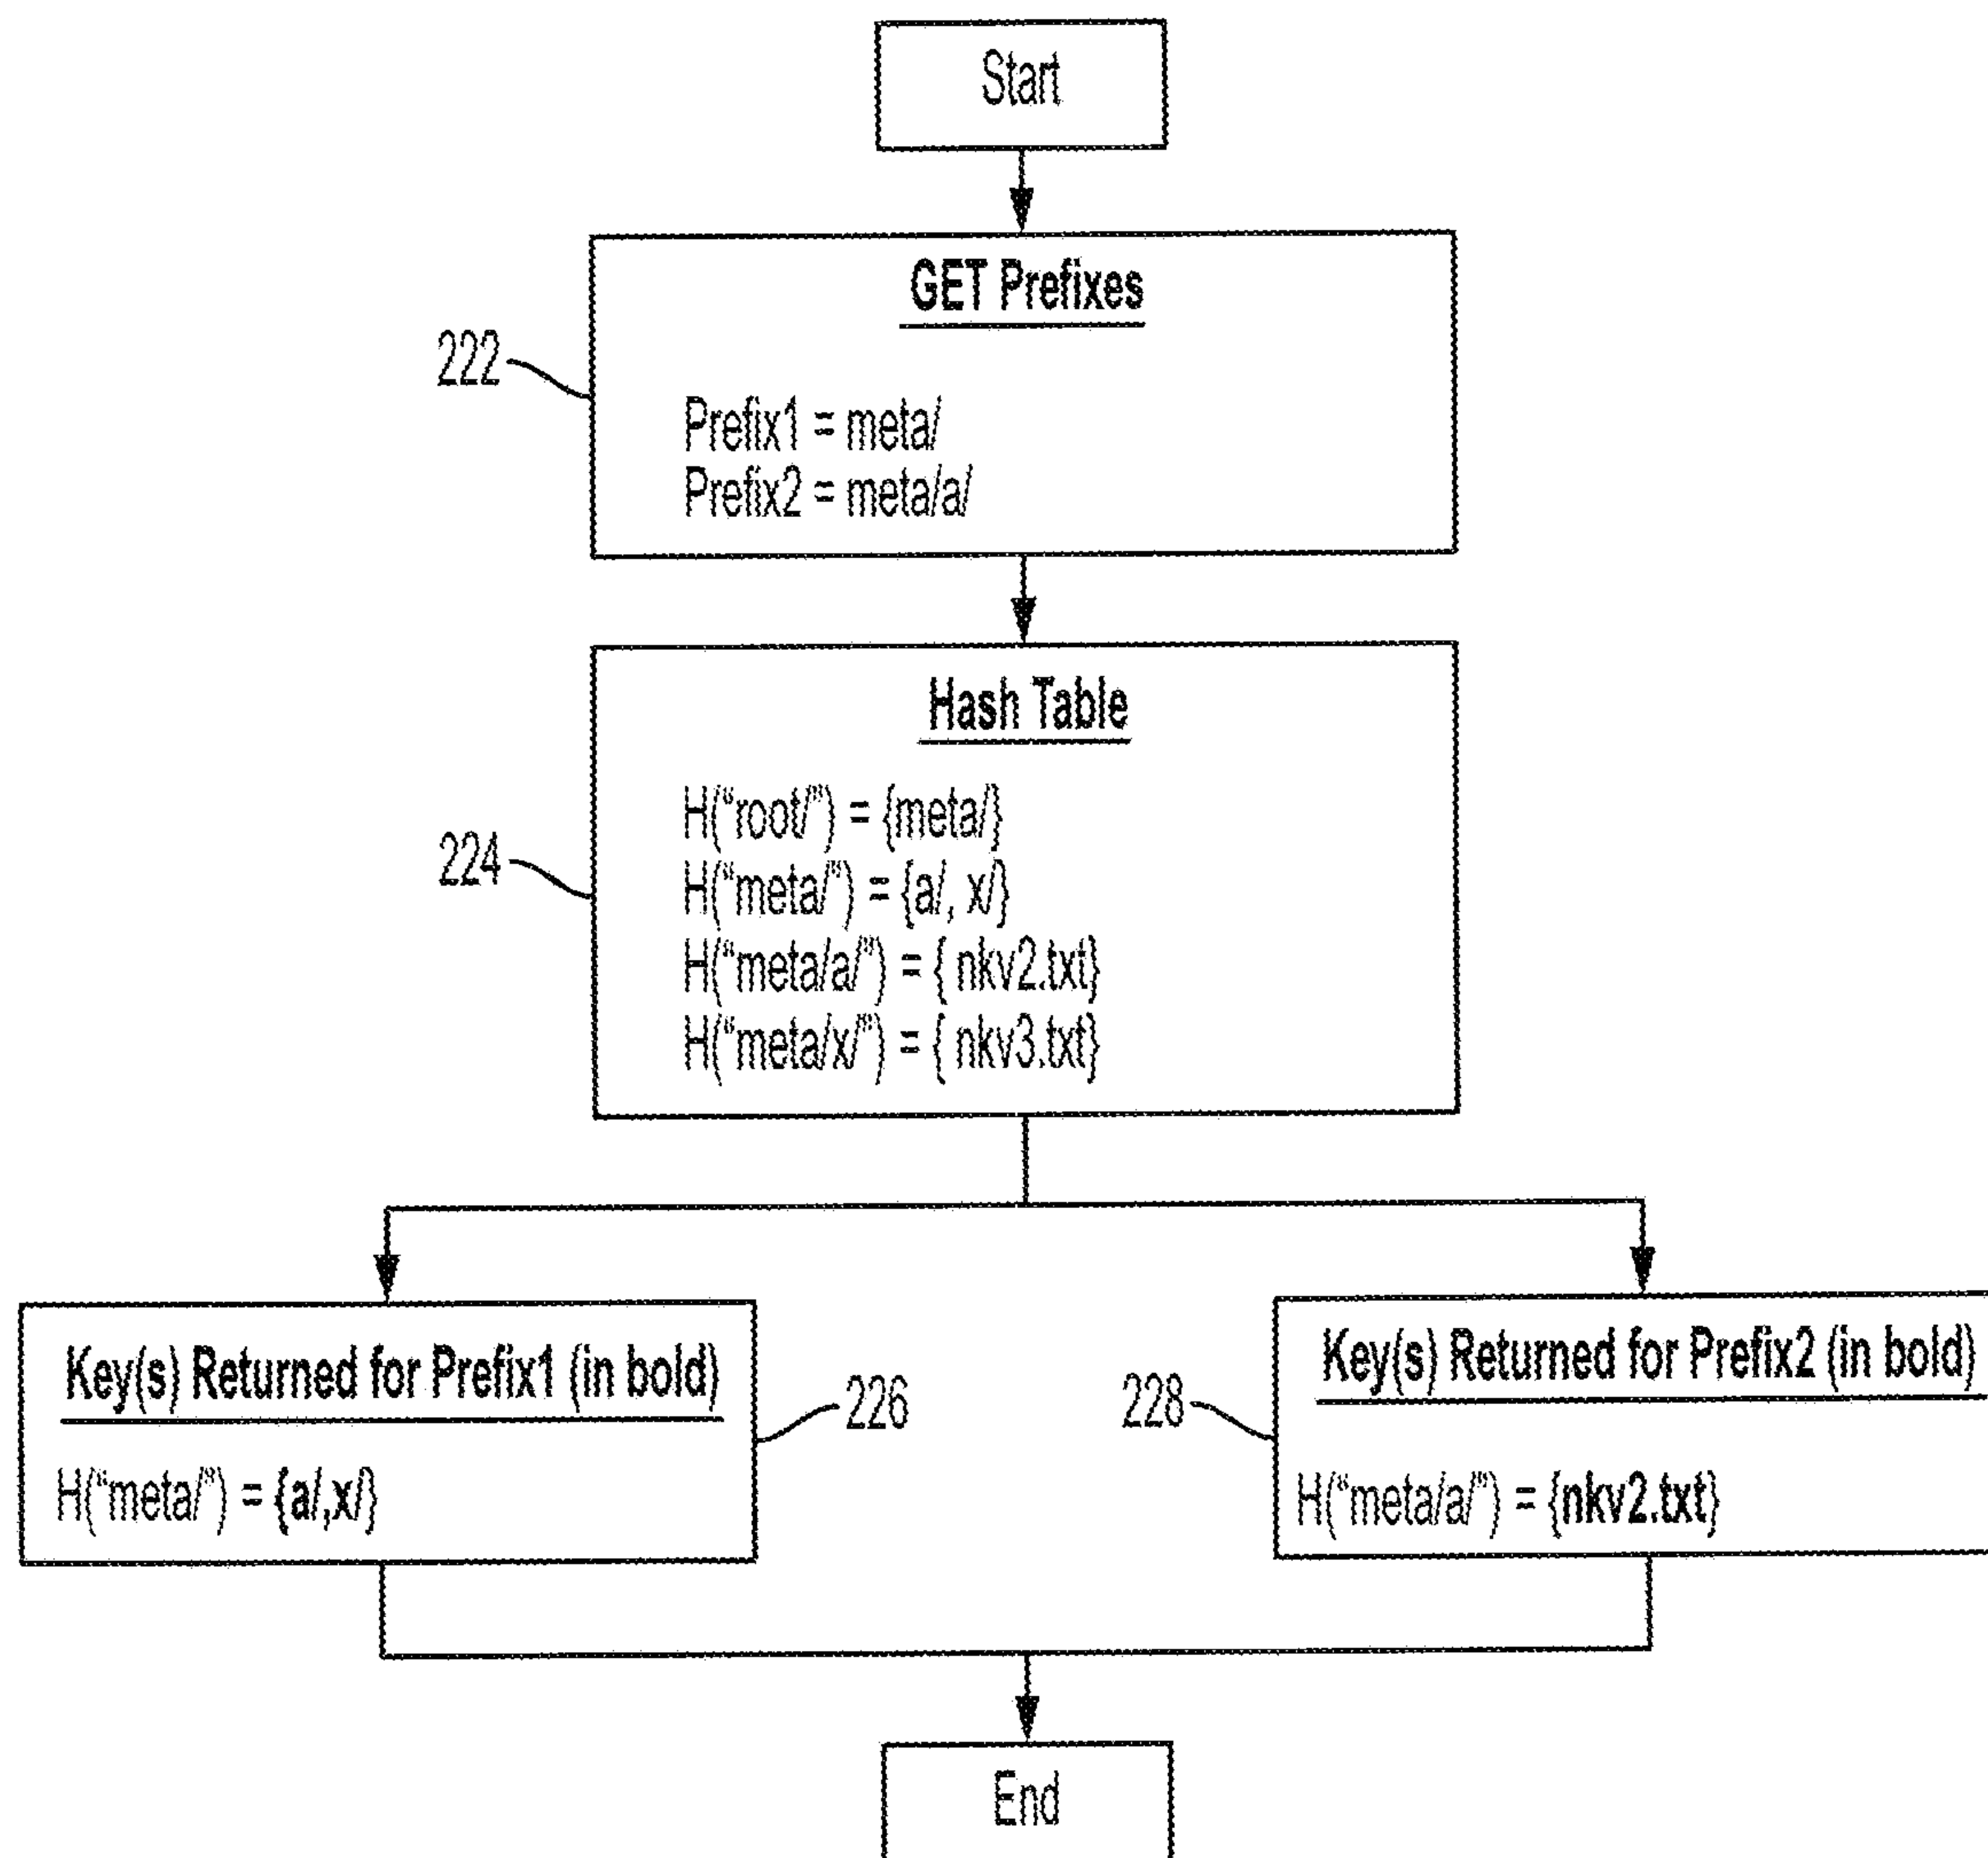 Start
GET Prefixes
222
Prefix1 = meta/
Prefix2 = meta/a/
Hash Table
H("root/") = {meta/}
224
H("meta/") = {a/, x/}
H("meta/a/") = { nkv2.txt}
H("meta/x/") = { nkv3.txt}
Key(s) Returned for Prefix1 (in bold)
226
H("meta/") = {a/,x/}
Key(s) Returned for Prefix2 (in bold)
228
H("meta/a/") = {nkv2.txt}
End